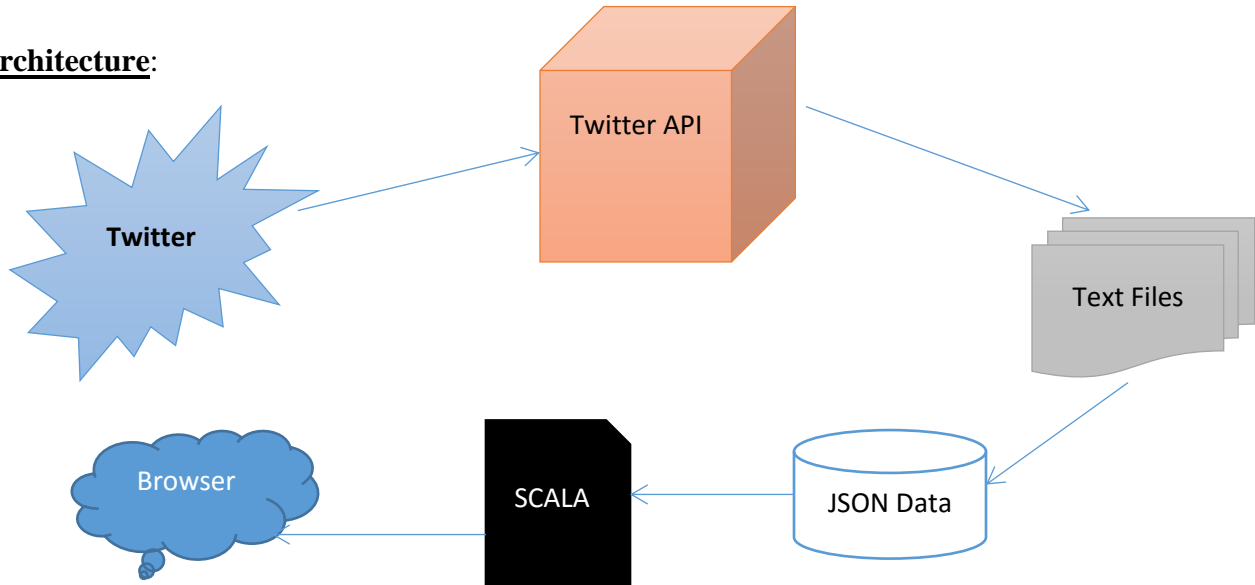 rchitecture:
Twitter API
Twitter
Text Files
Browser
SCALA
JSON Data